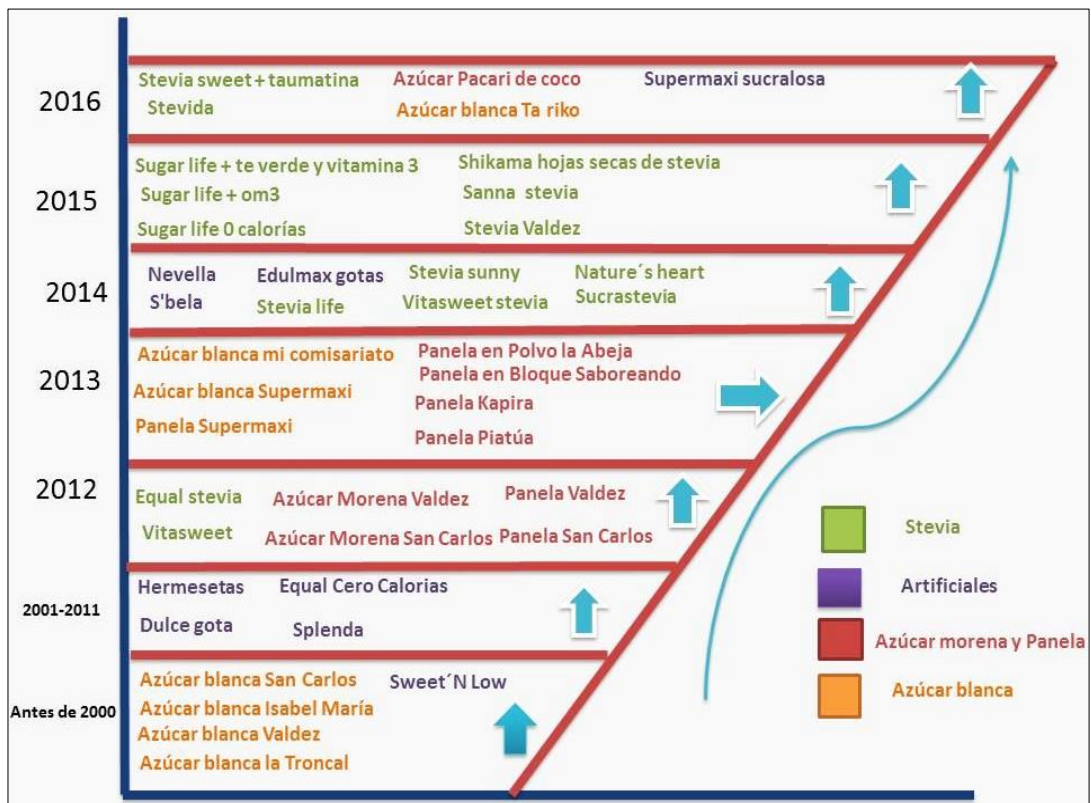 2016
Stevia sweet + taumatina
Azúcar Pacari de coco
Supermaxi sucralosa
Stevida
Azúcar blanca Ta riko
2015
Sugar life + te verde y vitamina 3
Shikama hojas secas de stevia
Sugar life + om3
Sanna stevia
Sugar life 0 calorías
Stevia Valdez
2014
Nevella
Edulmax gotas
Stevia sunny
Nature´s heart
S'bela
Stevia life
Vitasweet stevia
Sucrastevia
2013
Azúcar blanca mi comisariato
Panela en Polvo la Abeja
Panela en Bloque Saboreando
Azúcar blanca Supermaxi
Panela Kapira
Panela Supermaxi
Panela Piatúa
2012
Equal stevia
Azúcar Morena Valdez
Panela Valdez
Vitasweet
Azúcar Morena San Carlos
Panela San Carlos
2001-2011
Hermesetas
Equal Cero Calorias
Dulce gota
Splenda
Antes de 2000
Azúcar blanca San Carlos
Sweet´N Low
Azúcar blanca Isabel María
Azúcar blanca Valdez
Azúcar blanca la Troncal
Stevia
Artificiales
Azúcar morena y Panela
Azúcar blanca